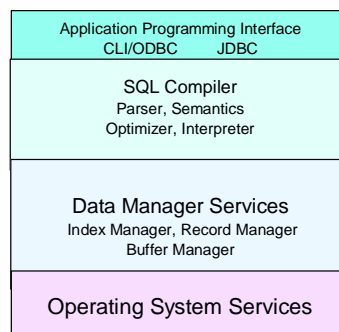 Application Programming Interface
CLI/ODBC JDBC
SQL Compiler
Parser, Semantics
Optimizer, Interpreter
Data Manager Services
Index Manager, Record Manager
Buffer Manager
Operating System Services